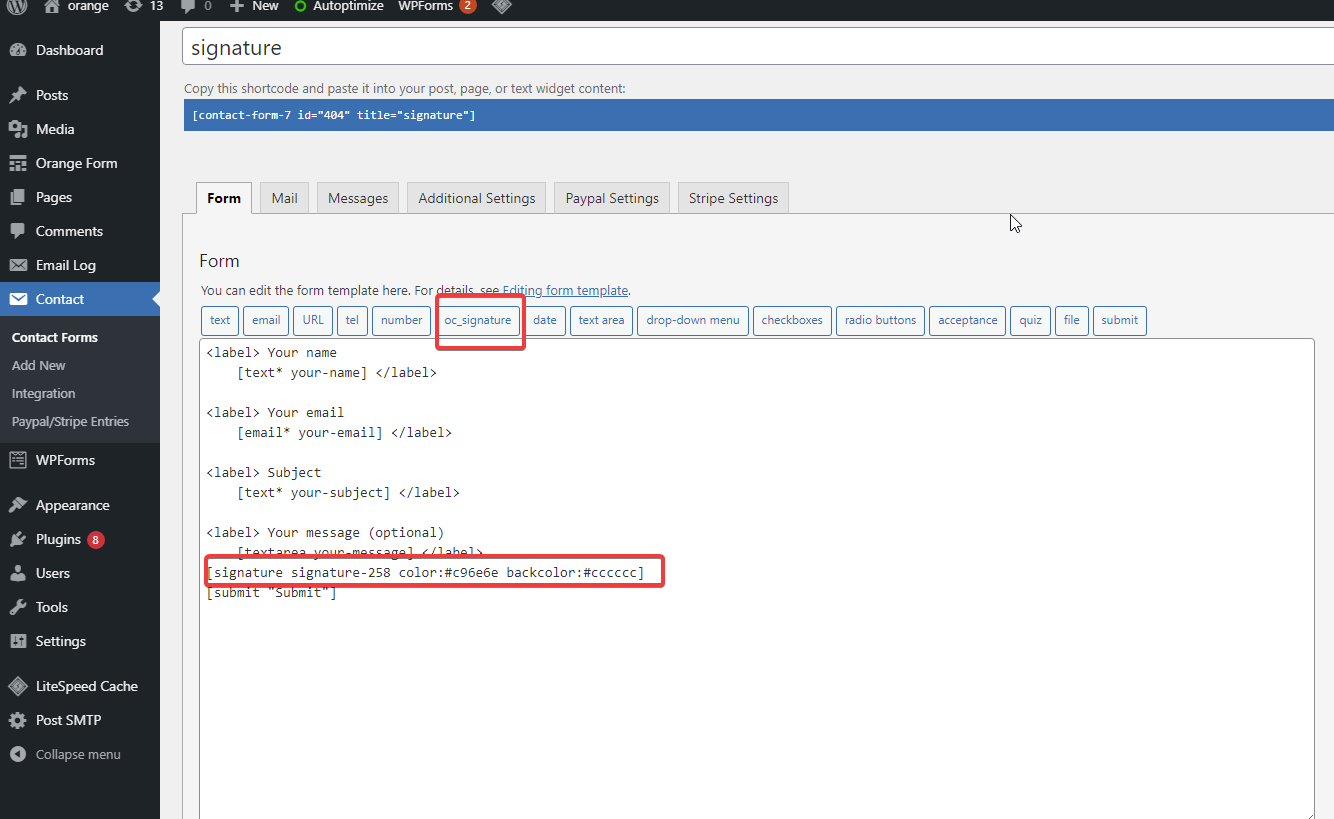 orange 13 0 New Autoptimize WPForms 2
Dashboard
Posts
Media
Orange Form
Pages
Comments
Email Log
Contact
Contact Forms
Add New
Integration
Paypal/Stripe Entries
WPForms
Appearance
Plugins 8
Users
Tools
Settings
LiteSpeed Cache
Post SMTP
Collapse menu
signature
Copy this shortcode and paste it into your post, page, or text widget content:
[contact-form-7 id="404" title="signature"]
Form Mail Messages Additional Settings Paypal Settings Stripe Settings
Form
You can edit the form template here. For details, see Editing form template.
text email URL tel number oc_signature date text area drop-down menu checkboxes radio buttons acceptance quiz file submit
<label> Your name
[text* your-name] </label>
<label> Your email
[email* your-email] </label>
<label> Subject
[text* your-subject] </label>
<label> Your message (optional)
[textarea your-message] </label>
[signature signature-258 color:#c96e6e backcolor:#cccccc]
[submit "Submit"]